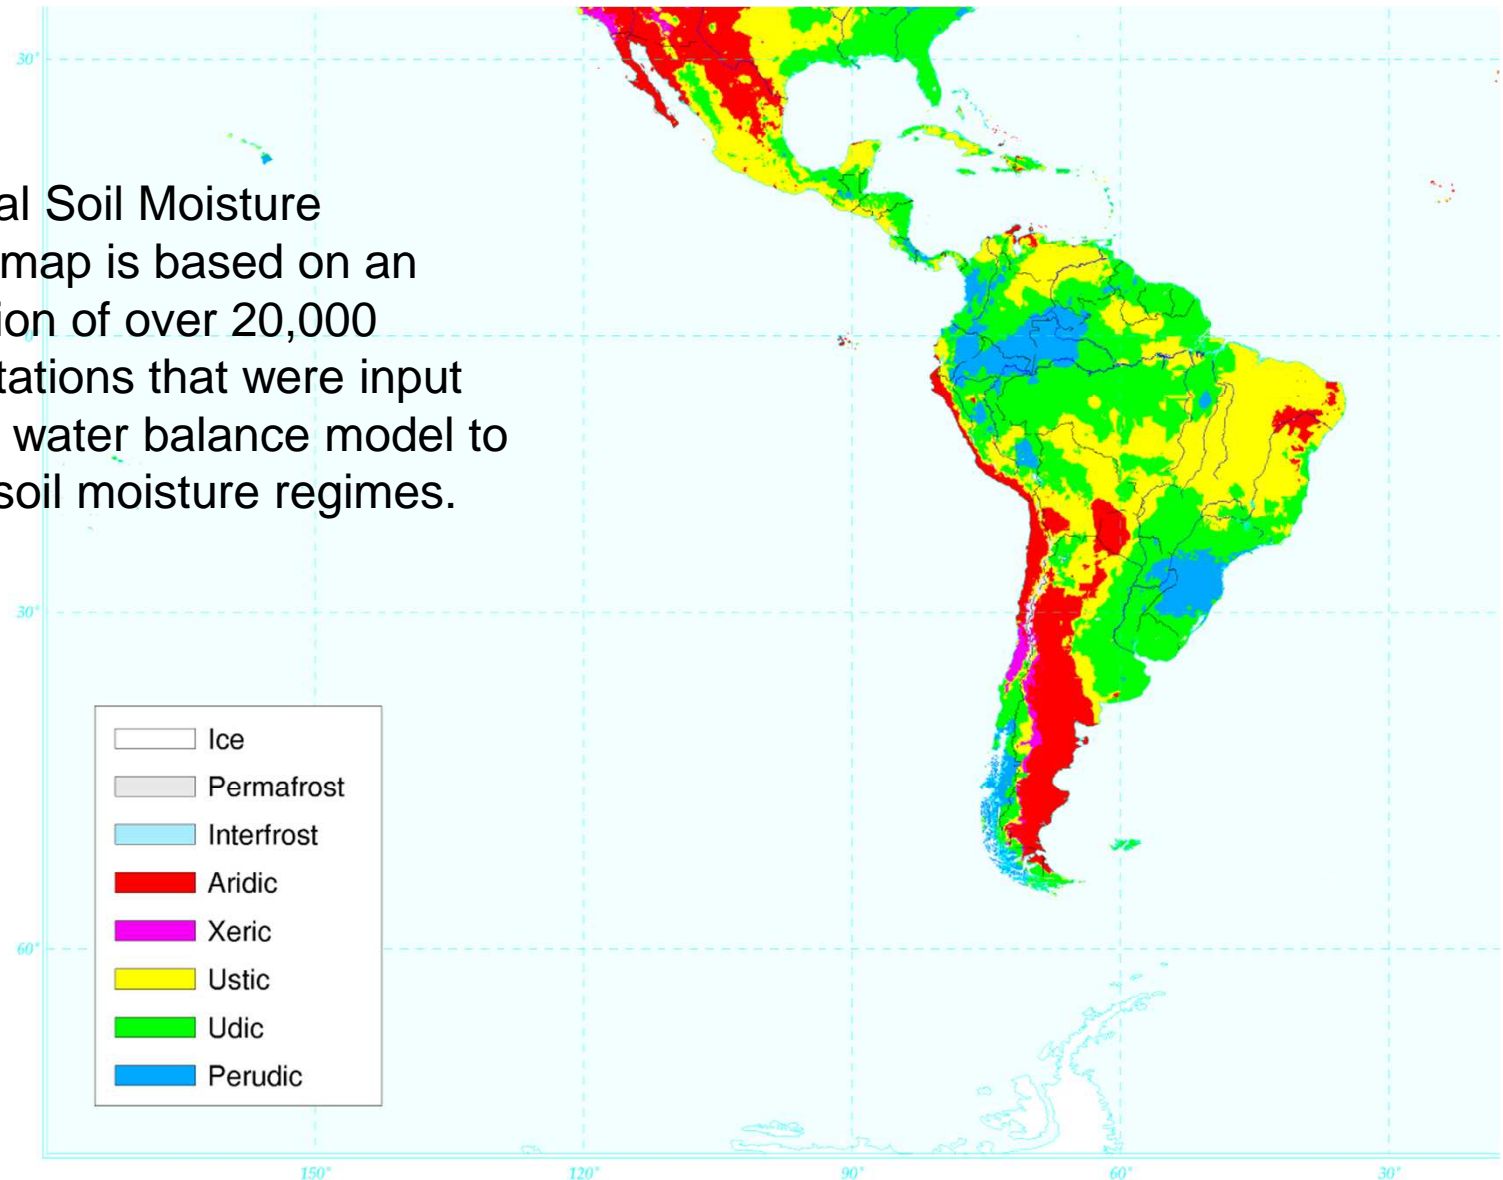 30°
al Soil Moisture
map is based on an
ion of over 20,000
tations that were input
water balance model to
soil moisture regimes.
30°
Ice
Permafrost
Interfrost
Aridic
Xeric
Ustic
Udic
Perudic
60°
150° 120° 90° 60° 30°